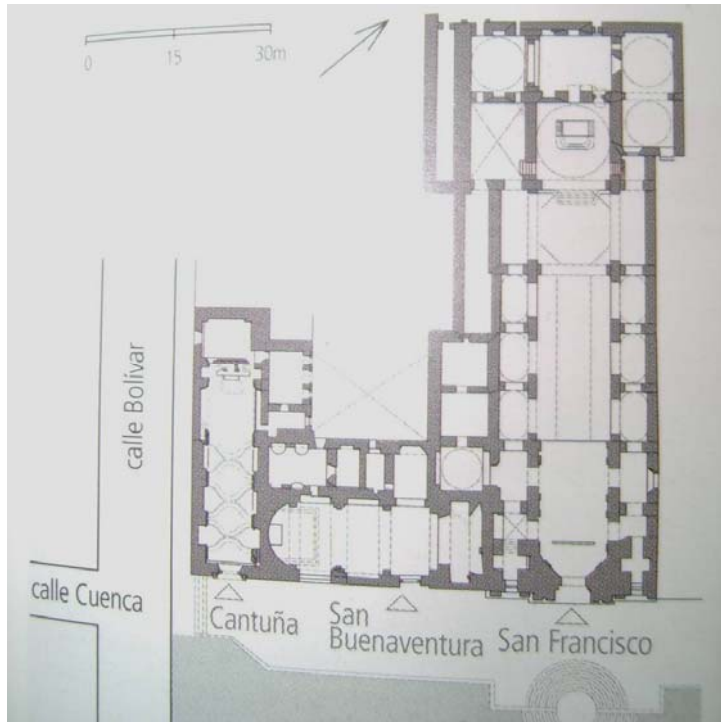 0 15 30m
calle Bolívar
calle Cuenca
Cantuña
San
Buenaventura
San Francisco